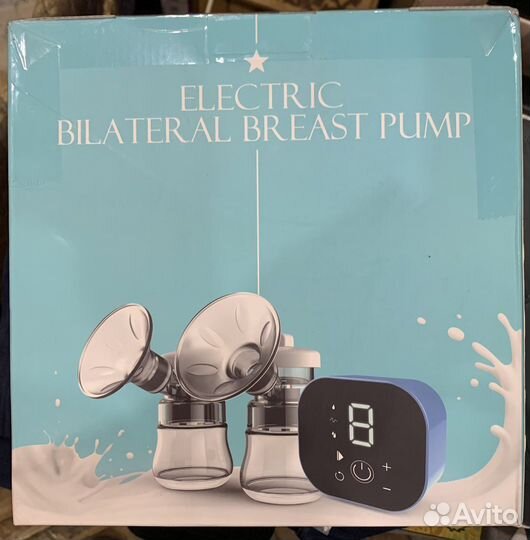 ELECTRIC
BILATERAL BREAST PUMP
8
+
−
Avito